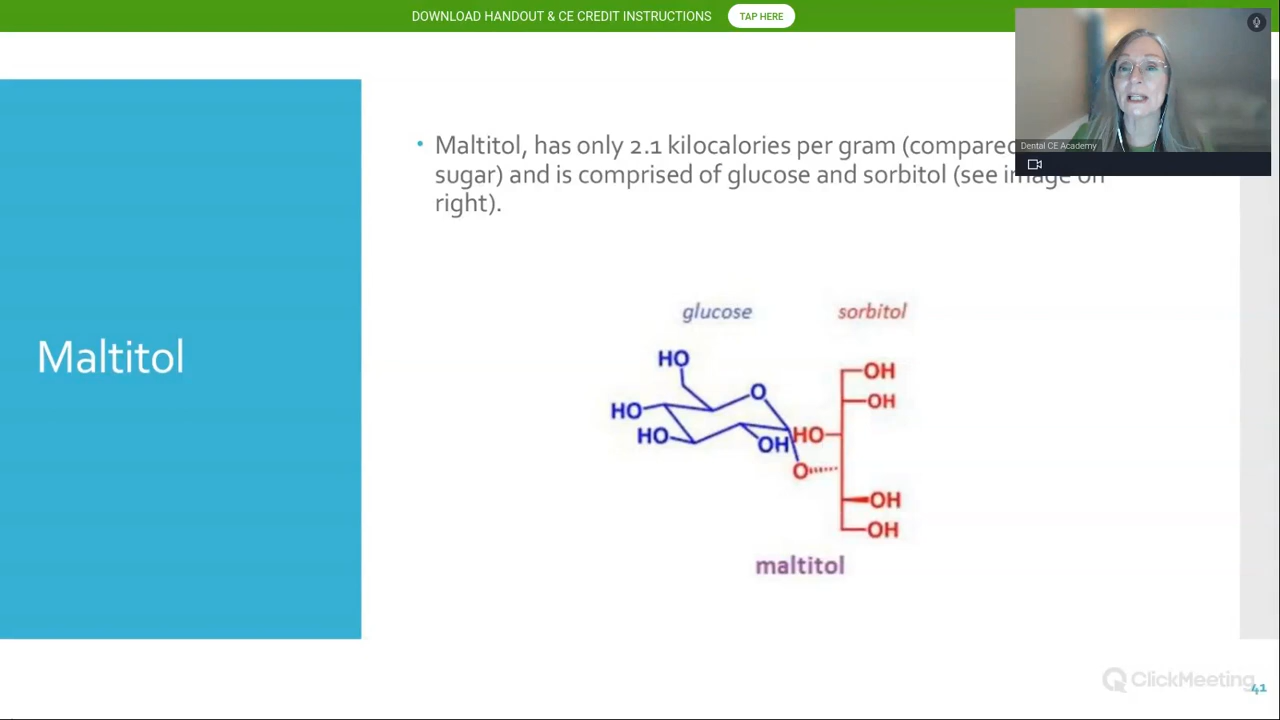 DOWNLOAD HANDOUT & CE CREDIT INSTRUCTIONS TAP HERE
Dental CE Academy
• Maltitol, has only 2.1 kilocalories per gram (compared
sugar) and is comprised of glucose and sorbitol (see image on
right).
Maltitol
glucose sorbitol
HO
HO
HO
OH
O
OH
OH
HO
O
OH
OH
maltitol
ClickMeeting
41